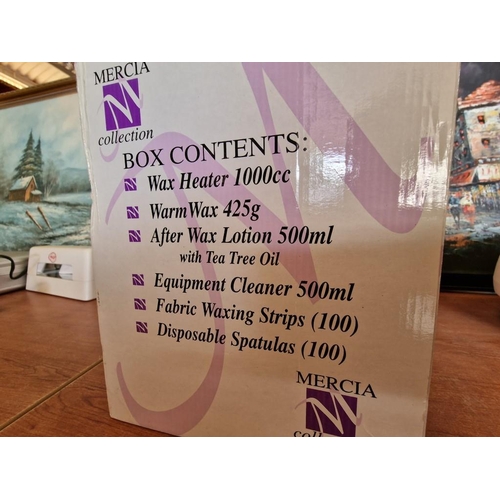 MERCIA
collection
BOX CONTENTS:
Wax Heater 1000cc
WarmWax 425g
After Wax Lotion 500ml
with Tea Tree Oil
Equipment Cleaner 500ml
Fabric Waxing Strips (100)
Disposable Spatulas (100)
MERCIA
collection